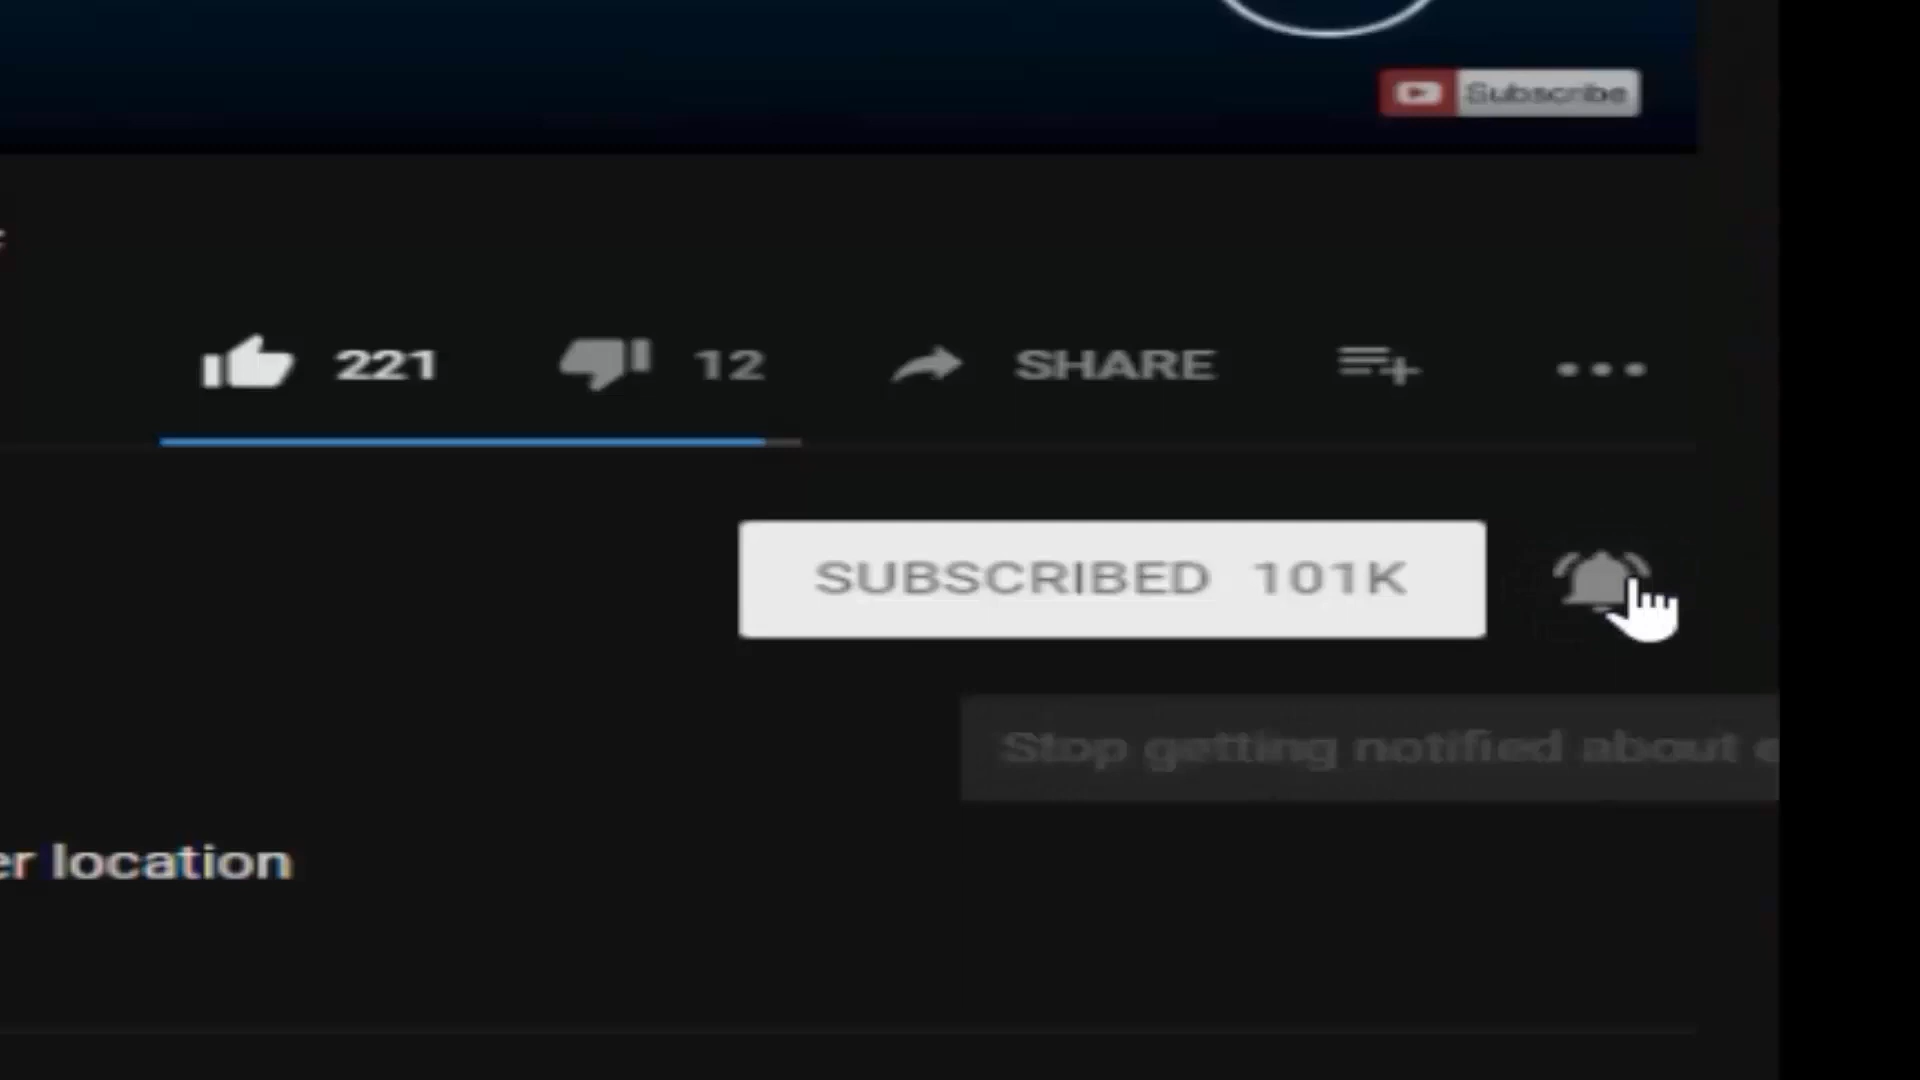 Subscribe
221 12 SHARE
SUBSCRIBED 101K
Stop getting notified about
er location